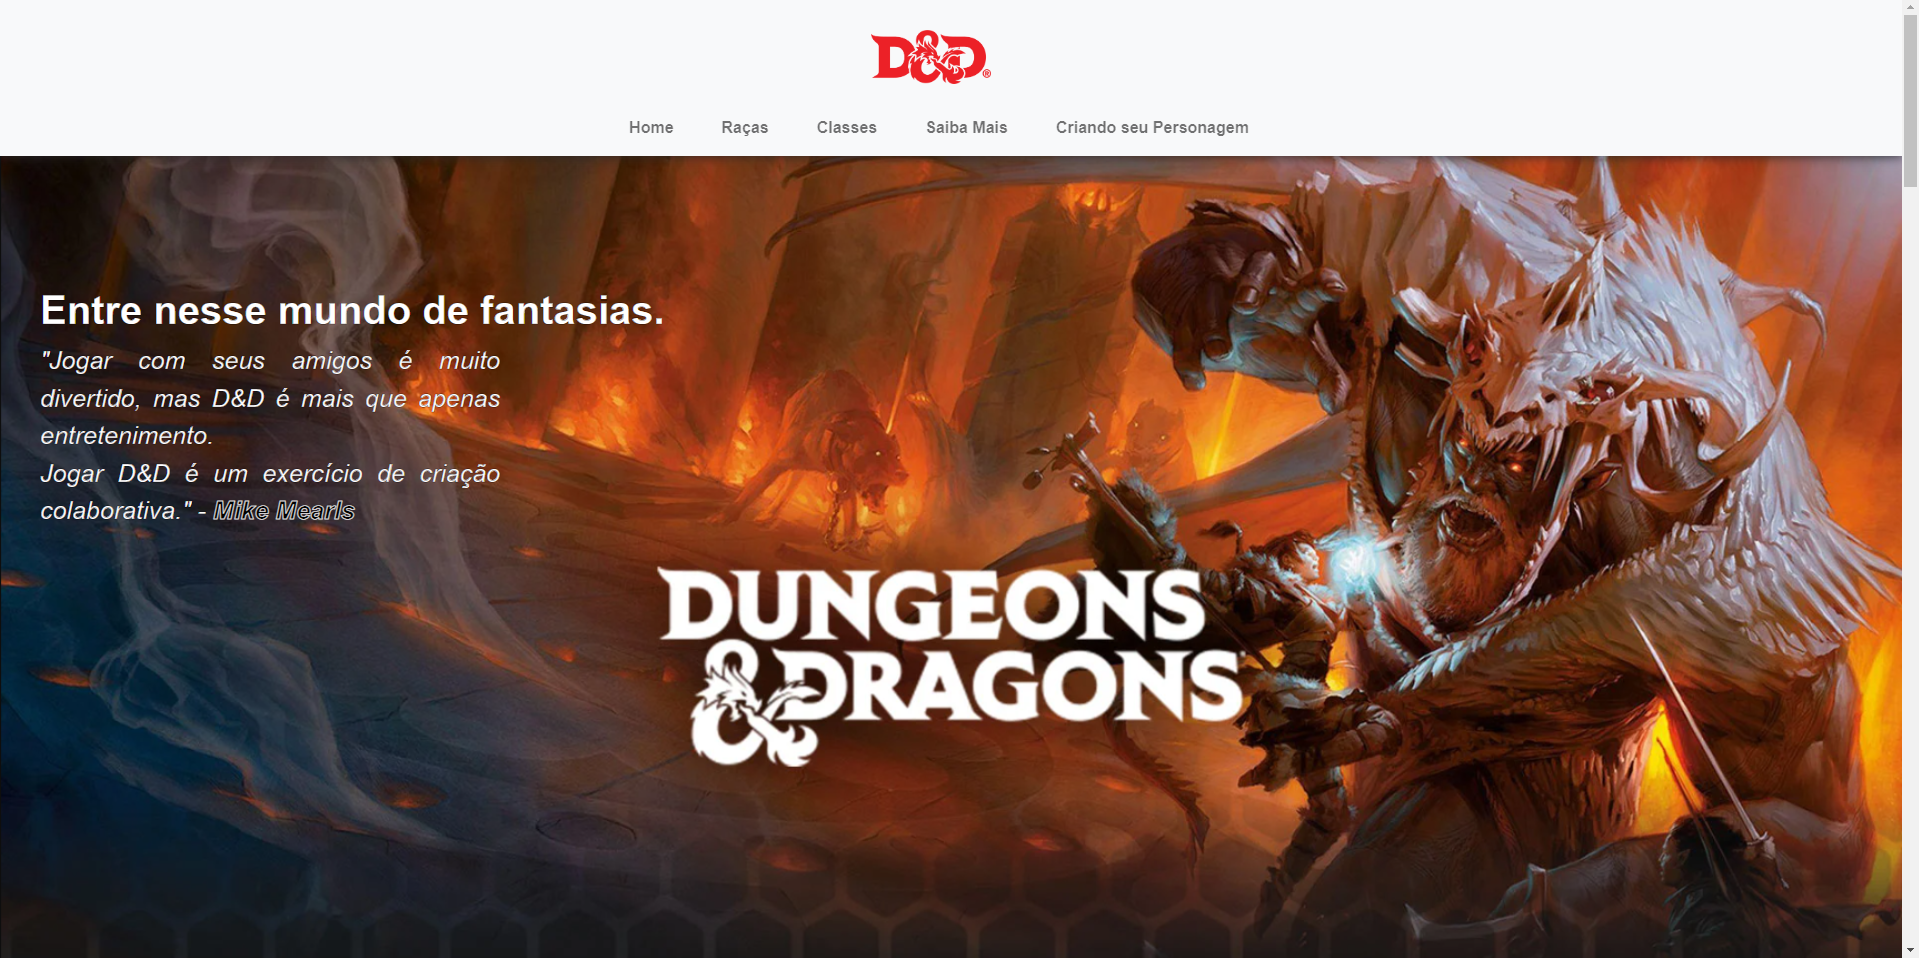 D&D®
Home Raças Classes Saiba Mais Criando seu Personagem
Entre nesse mundo de fantasias.
"Jogar com seus amigos é muito
divertido, mas D&D é mais que apenas
entretenimento.
Jogar D&D é um exercício de criação
colaborativa." - Mike Mearls
DUNGEONS
&DRAGONS